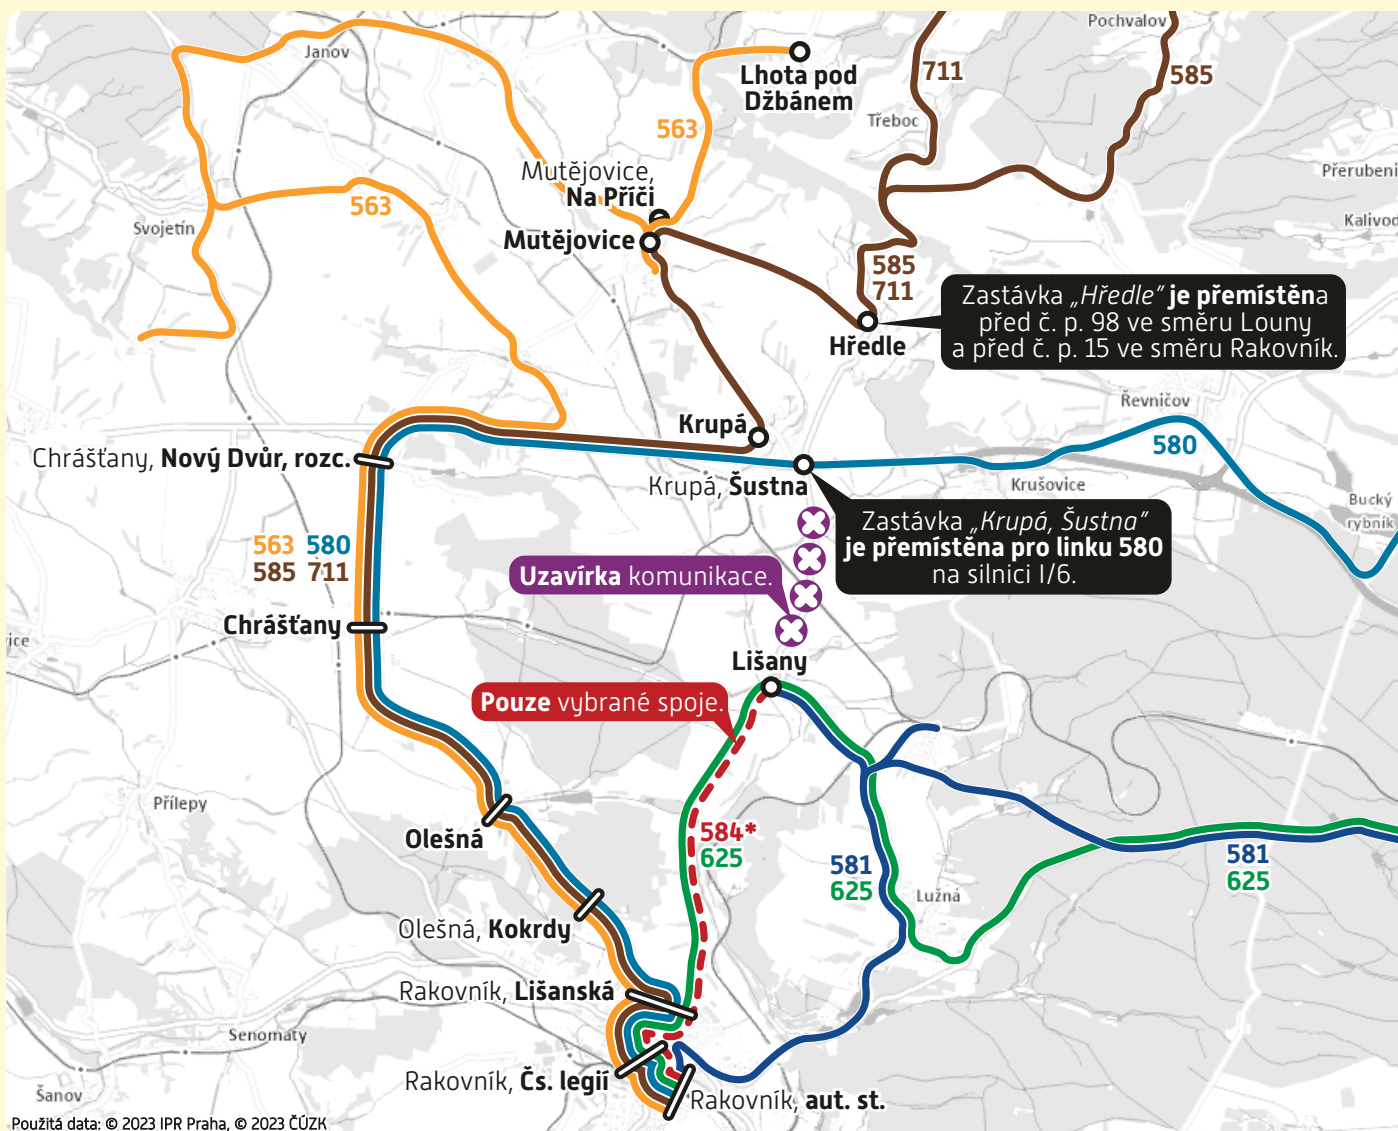 Pochvalov
Janov
Lhota pod
Džbánem
711
585
Třeboc
563
Mutějovice,
Na Příči
Přerubeni
563
Svojetín
Kalivod
Mutějovice
585
711
Zastávka „Hředle“ je přemístěna
před č. p. 98 ve směru Louny
a před č. p. 15 ve směru Rakovník.
Hředle
Řevničov
Krupá
580
Chrášťany, Nový Dvůr, rozc.
Krupá, Šustna
Krušovice
Bucký
rybník
Zastávka „Krupá, Šustna“
je přemístěna pro linku 580
na silnici I/6.
563 580
585 711
Uzavírka komunikace.
Chrášťany
vice
Lišany
Pouze vybrané spoje.
Přílepy
Olešná
584*
625
581
625
581
625
Lužná
Olešná, Kokrdy
Rakovník, Lišanská
Senomaty
Rakovník, Čs. legií
Šanov
Rakovník, aut. st.
Použitá data: © 2023 IPR Praha, © 2023 ČÚZK